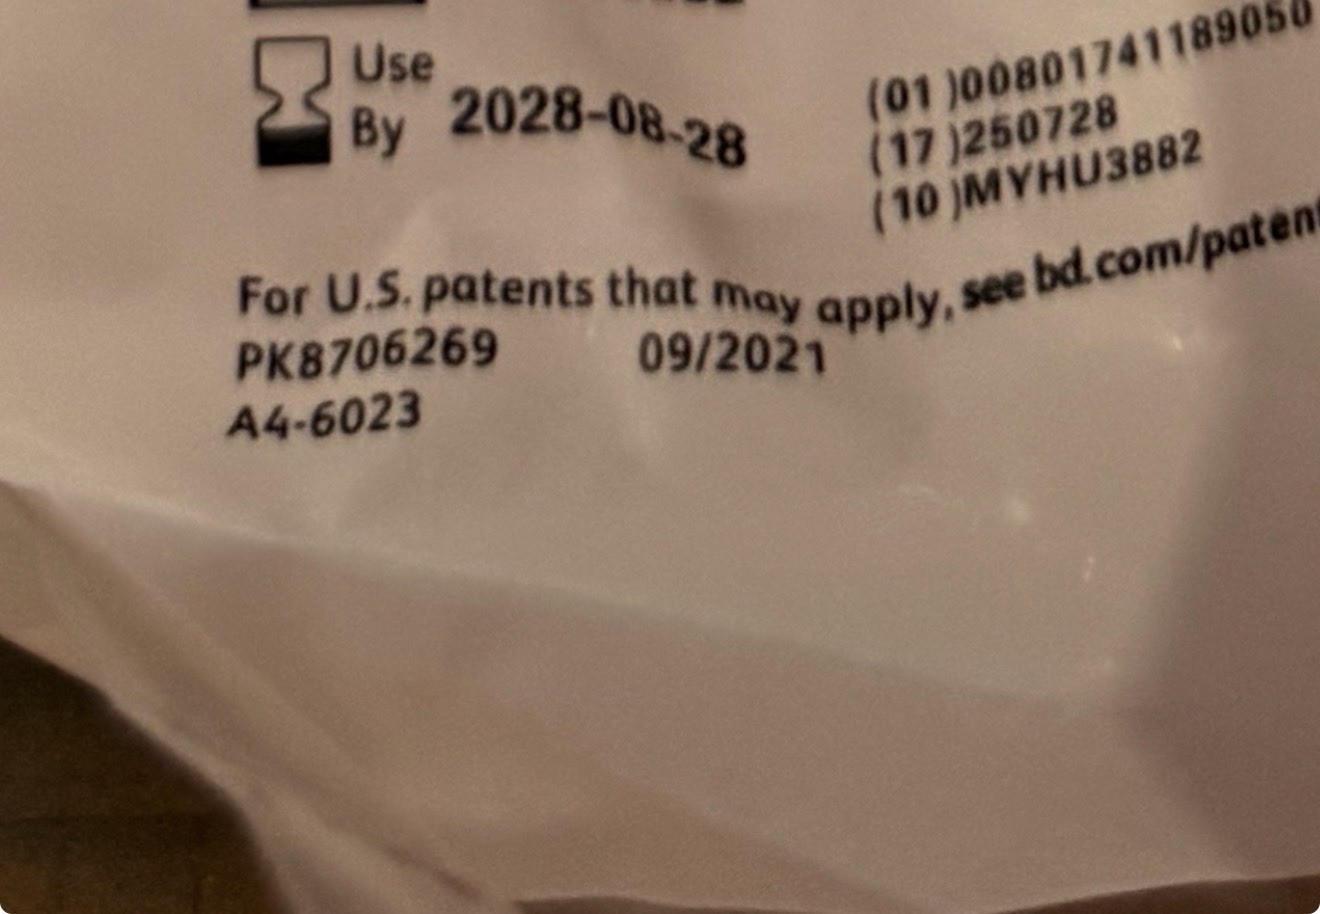 Use
By 2028-08-28
(01 )00801741189050
(17 )250728
(10 )MYHU3882
For U.S. patents that may apply, see bd.com/patent
PK8706269 09/2021
A4-6023